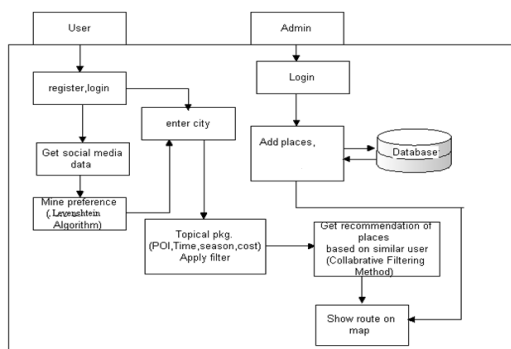 User
Admin
register,login
Login
enter city
Add places,
Database
Get social media
data
Mine preference
(Levenshtein
Algorithm)
Topical pkg.
(POI,Time,season,cost)
Apply filter
Get recommendation of
places
based on similar user
(Collabrative Filtering
Method)
Show route on
map